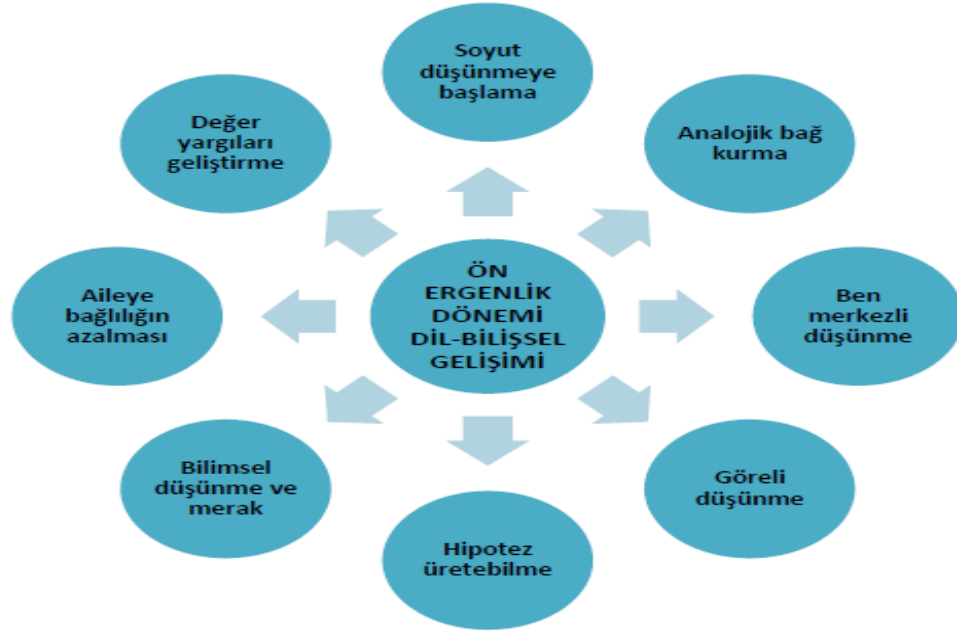 Soyut
düşünmeye
başlama
Analojik bağ
kurma
Ben
merkezli
düşünme
Göreli
düşünme
Hipotez
üretebilme
Bilimsel
düşünme ve
merak
Aileye
bağlılığın
azalması
Değer
yargıları
geliştirme
ÖN
ERGENLİK
DÖNEMİ
DİL-BİLİŞSEL
GELİŞİMİ